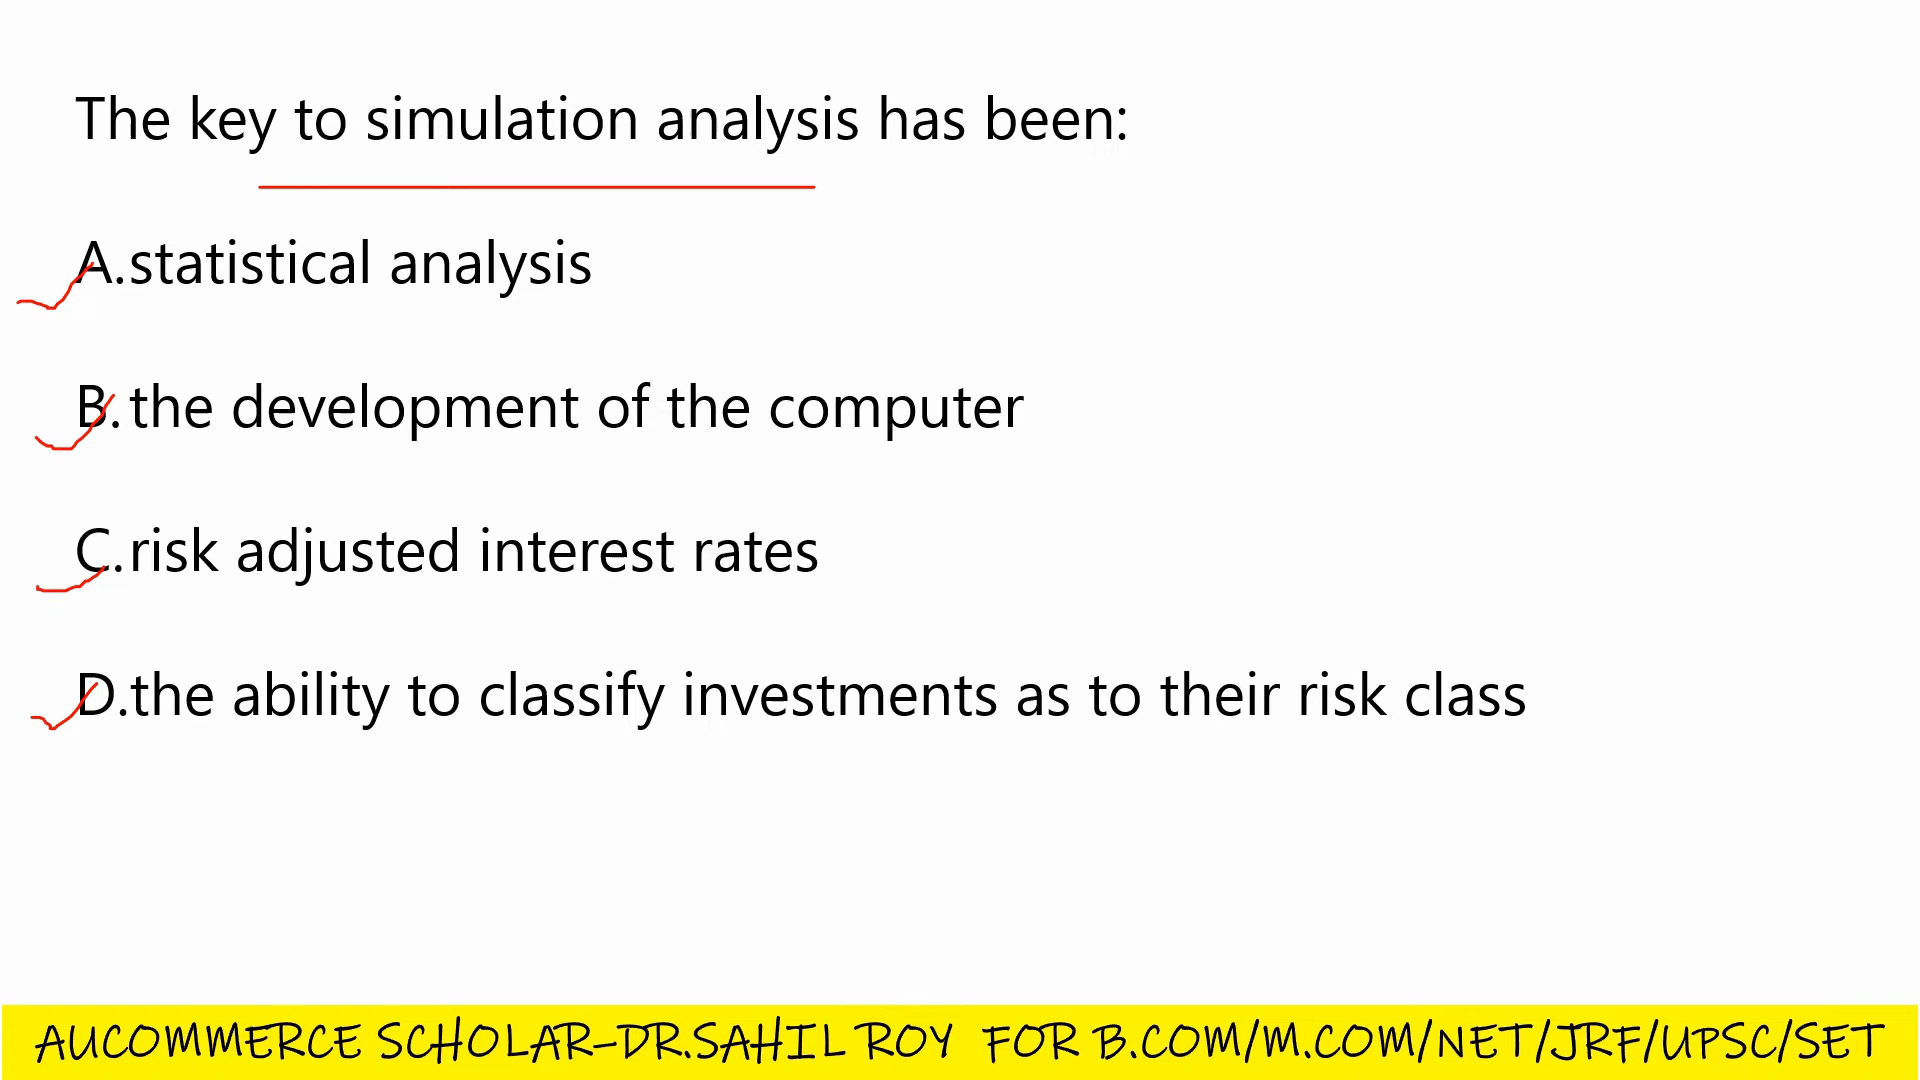 The key to simulation analysis has been:
A.statistical analysis
B.the development of the computer
C.risk adjusted interest rates
D.the ability to classify investments as to their risk class
AUCOMMERCE SCHOLAR-DR.SAHIL ROY FOR B.COM/M.COM/NET/JRF/UPSC/SET